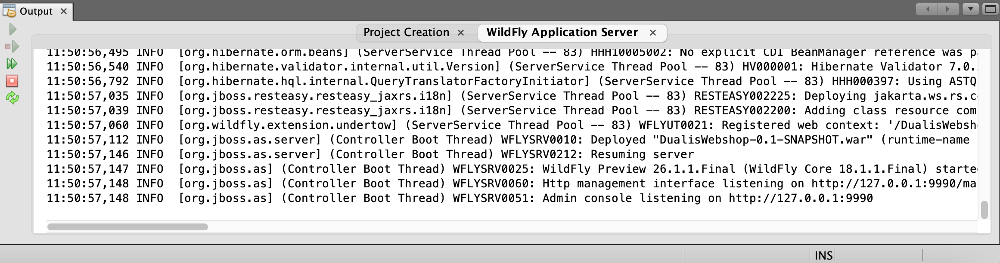 Output
Project Creation
WildFly Application Server
11:50:56,495 INFO [org.hibernate.orm.beans] (ServerService Thread Pool -- 83) HHH10005002: No explicit CDI BeanManager reference was
11:50:56,540 INFO [org.hibernate.validator.internal.util.Version] (ServerService Thread Pool -- 83) HV000001: Hibernate Validator 7.0.
11:50:56,792 INFO [org.hibernate.hql.internal.QueryTranslatorFactoryInitiator] (ServerService Thread Pool -- 83) HHH000397: Using ASTQ
11:50:57,035 INFO [org.jboss.resteasy.resteasy_jaxrs.i18n] (ServerService Thread Pool -- 83) RESTEASY002225: Deploying jakarta.ws.rs.c
11:50:57,039 INFO [org.jboss.resteasy.resteasy_jaxrs.i18n] (ServerService Thread Pool -- 83) RESTEASY002200: Adding class resource com
11:50:57,060 INFO [org.wildfly.extension.undertow] (ServerService Thread Pool -- 83) WFLYUT0021: Registered web context: '/DualisWebsh
11:50:57,112 INFO [org.jboss.as.server] (Controller Boot Thread) WFLYSRV0010: Deployed "DualisWebshop-0.1-SNAPSHOT.war" (runtime-name
11:50:57,146 INFO [org.jboss.as.server] (Controller Boot Thread) WFLYSRV0212: Resuming server
11:50:57,147 INFO [org.jboss.as] (Controller Boot Thread) WFLYSRV0025: WildFly Preview 26.1.1.Final (WildFly Core 18.1.1.Final) starte
11:50:57,148 INFO [org.jboss.as] (Controller Boot Thread) WFLYSRV0060: Http management interface listening on http://127.0.0.1:9990/ma
11:50:57,148 INFO [org.jboss.as] (Controller Boot Thread) WFLYSRV0051: Admin console listening on http://127.0.0.1:9990
INS